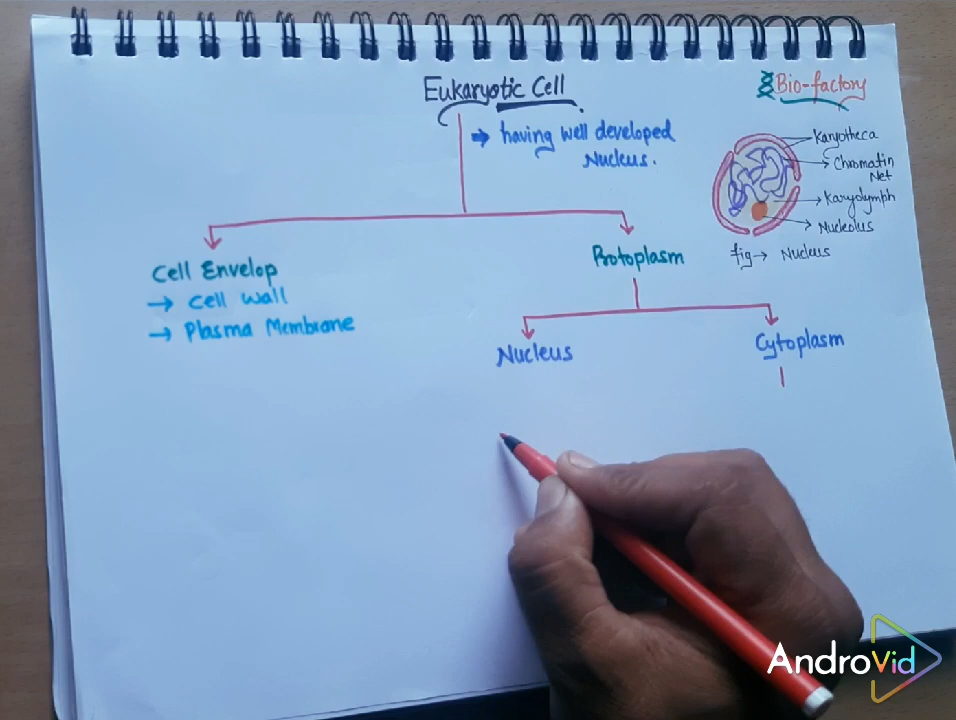 Eukaryotic Cell
Bio-factory
→ having well developed
Nucleus.
Karyotheca
Chromatin
Net
Karyolymph
Nucleolus
fig → Nucleus
Cell Envelop
→ Cell Wall
→ Plasma Membrane
Protoplasm
Nucleus
Cytoplasm
AndroVid